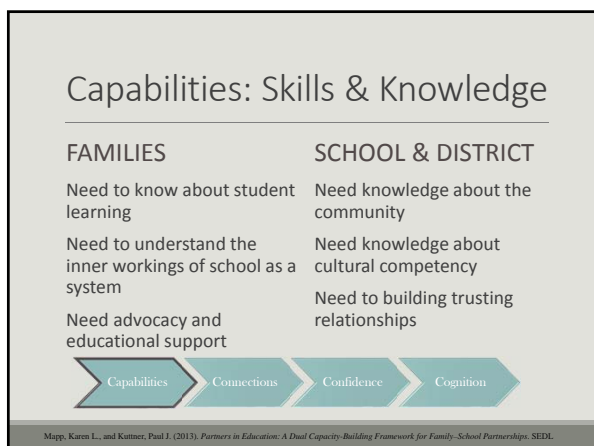 Capabilities: Skills & Knowledge
FAMILIES
Need to know about student
learning
Need to understand the
inner workings of school as a
system
Need advocacy and
educational support
SCHOOL & DISTRICT
Need knowledge about the
community
Need knowledge about
cultural competency
Need to building trusting
relationships
Capabilities
Connections
Confidence
Cognition
Mapp, Karen L., and Kuttner, Paul J. (2013). Partners in Education: A Dual Capacity-Building Framework for Family–School Partnerships. SEDL